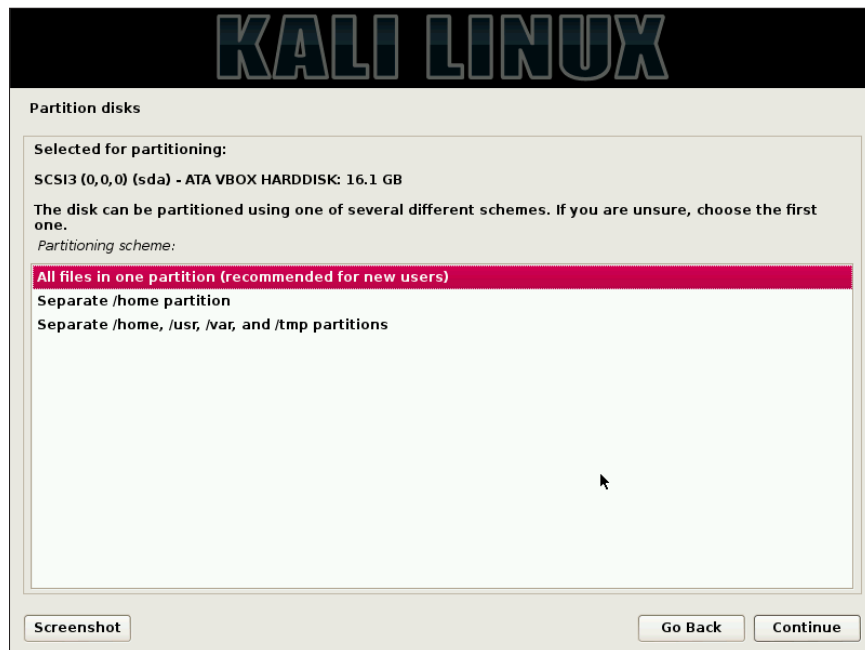 KALI LINUX
Partition disks
Selected for partitioning:
SCSI3 (0,0,0) (sda) - ATA VBOX HARDDISK: 16.1 GB
The disk can be partitioned using one of several different schemes. If you are unsure, choose the first
one.
Partitioning scheme:
All files in one partition (recommended for new users)
Separate /home partition
Separate /home, /usr, /var, and /tmp partitions
Screenshot
Go Back
Continue